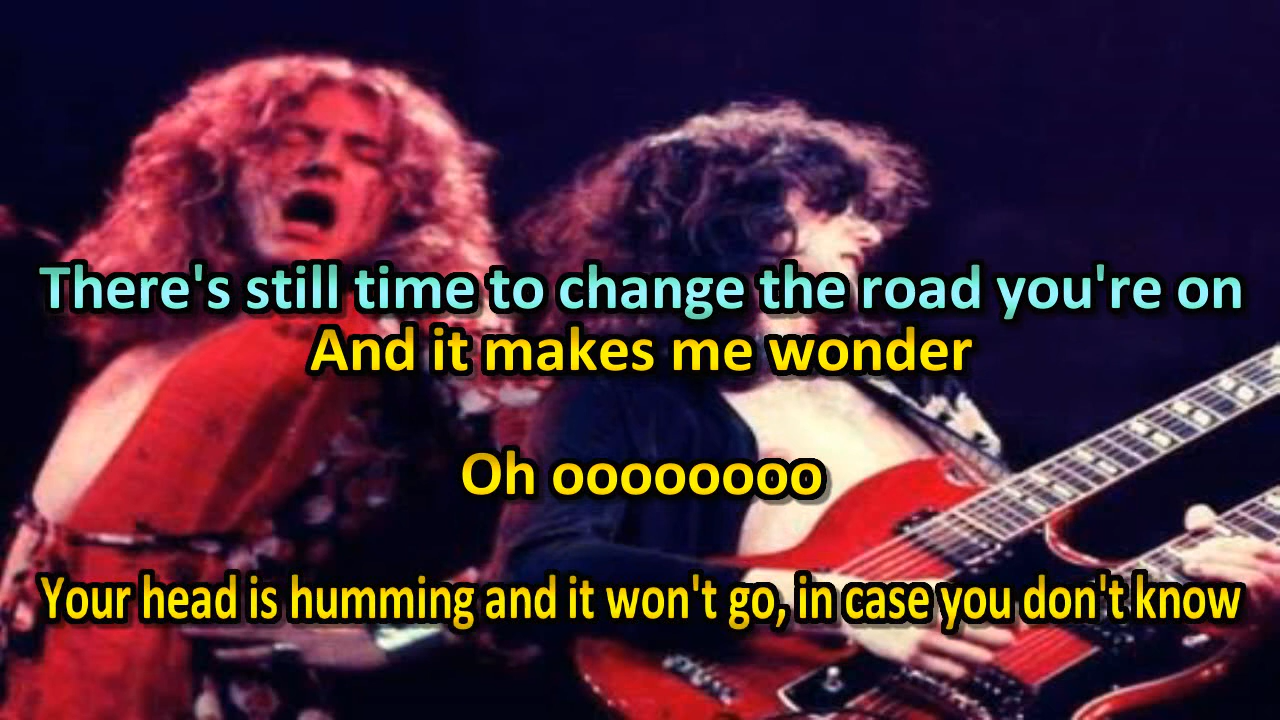 There's still time to change the road you're on
And it makes me wonder
Oh oooooooo
Your head is humming and it won't go, in case you don't know